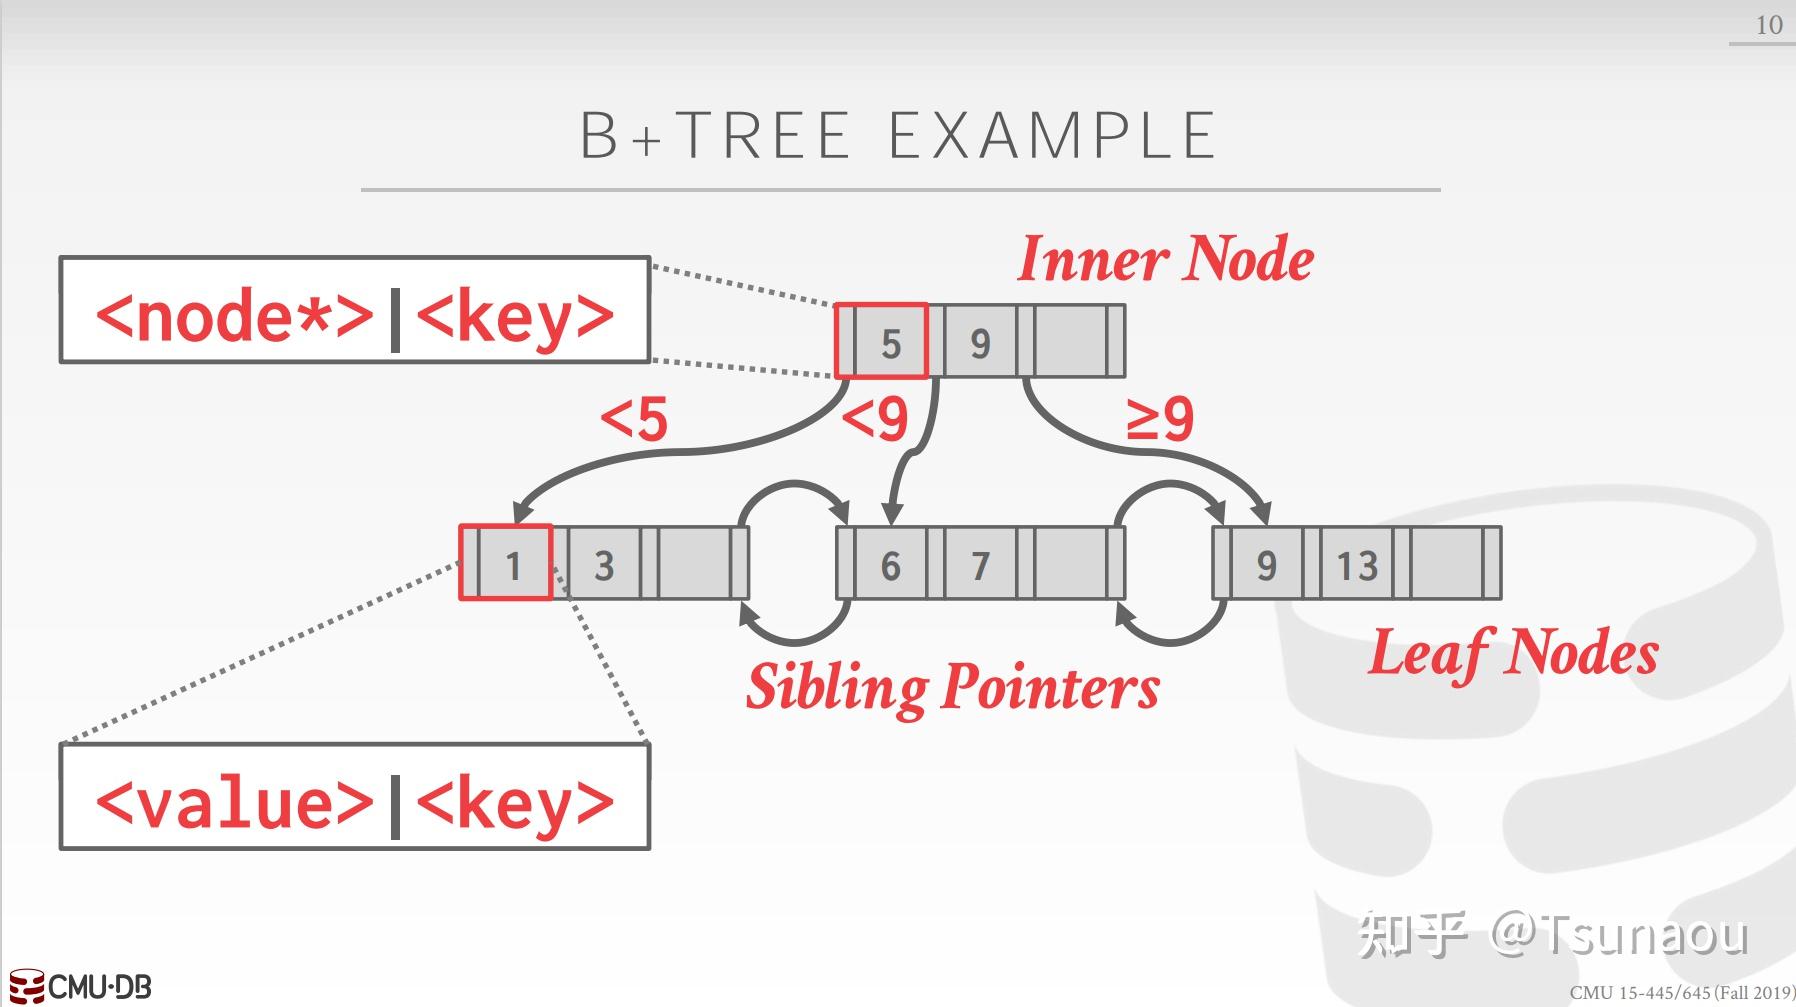 10
B+TREE EXAMPLE
Inner Node
<node*>|<key>
5 9
<5 <9 ≥9
1 3 6 7 9 13
Leaf Nodes
Sibling Pointers
<value>|<key>
知乎 @Tsunaou
CMU·DB
CMU 15-445/645 (Fall 2019)